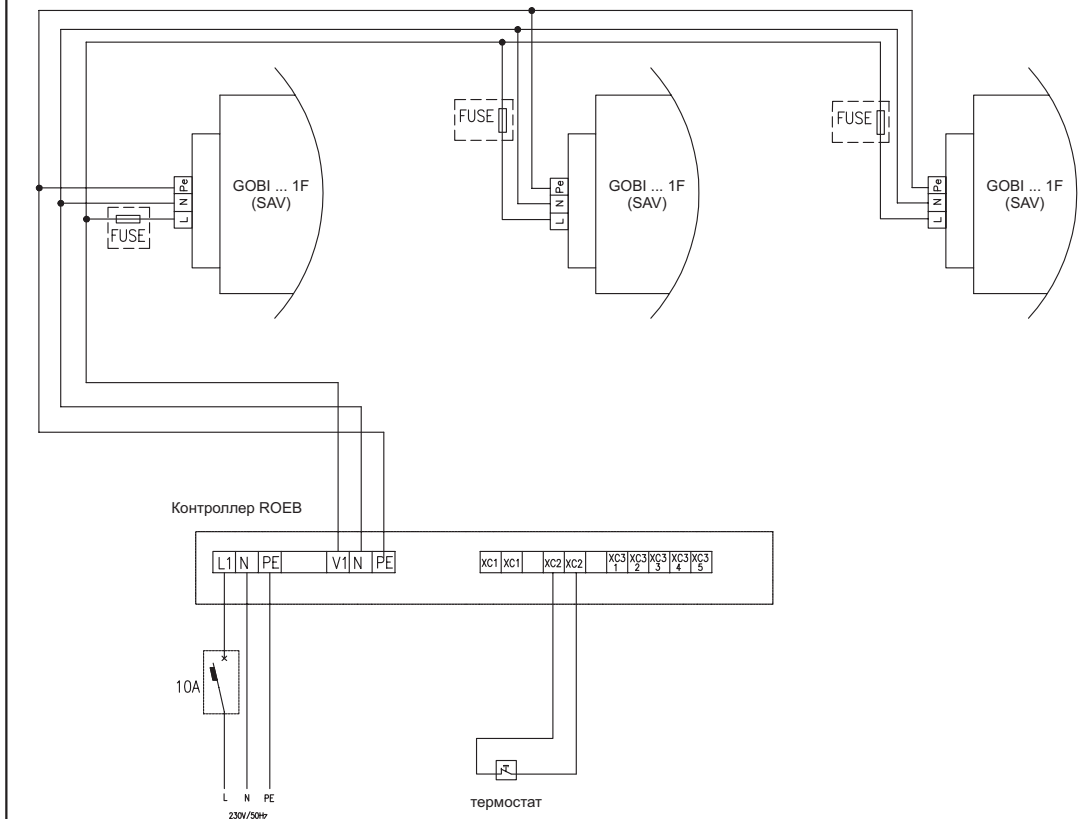 FUSE
FUSE
FUSE
Pe
N
L
GOBI ... 1F
(SAV)
Pe
N
L
GOBI ... 1F
(SAV)
Pe
N
L
GOBI ... 1F
(SAV)
Контроллер ROEB
L1 N PE V1 N PE
XC1 XC1 XC2 XC2 XC3 XC3 XC3 XC3 XC3
1 2 3 4 5
10A
L N PE
230V/50Hz
термостат